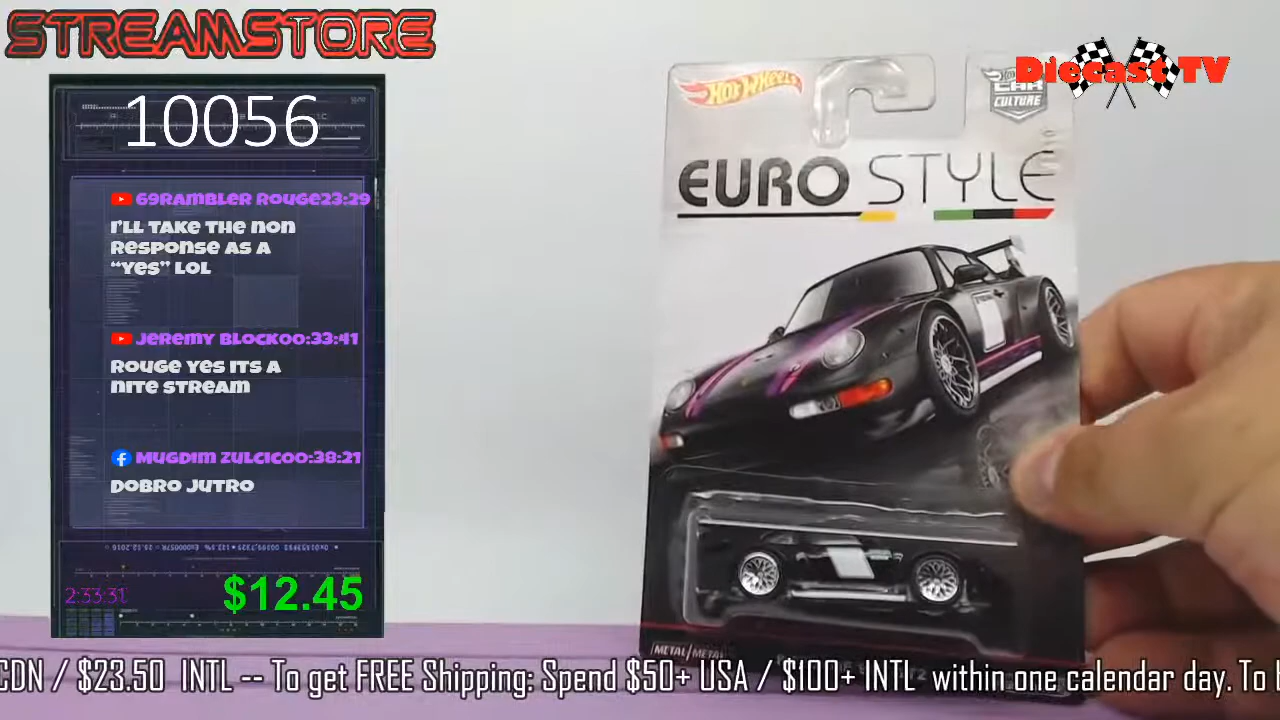 STREAMSTORE
10056
69Rambler Rouge23:29
I'll take the non
response as a
“yes” LOL
Jeremy Block00:33:41
Rouge yes its a
nite stream
Mugdim Zulcic00:38:21
Dobro jutro
2:33:31
$12.45
HOT WHEELS
CAR
CULTURE
Diecast TV
EURO STYLE
METAL/METAL
CDN / $23.50 INTL -- To get FREE Shipping: Spend $50+ USA / $100+ INTL within one calendar day. To